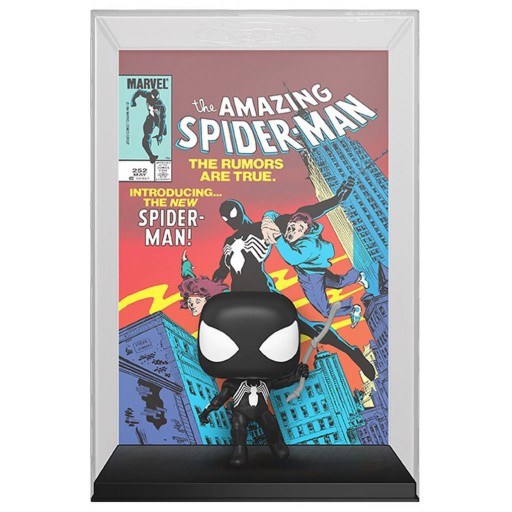 MARVEL
the AMAZING
SPIDER-MAN
252
MAY
THE RUMORS
ARE TRUE.
INTRODUCING...
THE NEW
SPIDER-
MAN!